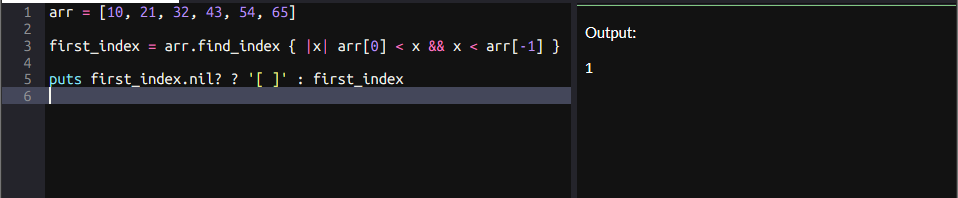 1 arr = [10, 21, 32, 43, 54, 65]
2
3 first_index = arr.find_index { |x| arr[0] < x && x < arr[-1] }
4
5 puts first_index.nil? ? '[ ]' : first_index
6
Output:
1